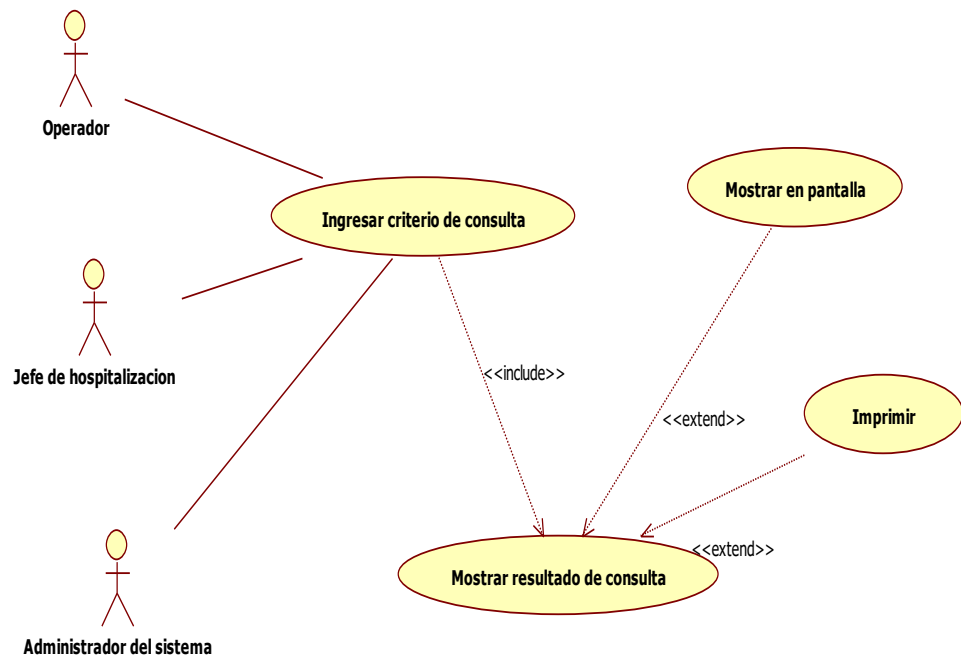 Operador
Mostrar en pantalla
Ingresar criterio de consulta
Jefe de hospitalizacion
<<include>>
<<extend>>
Imprimir
<<extend>>
Mostrar resultado de consulta
Administrador del sistema